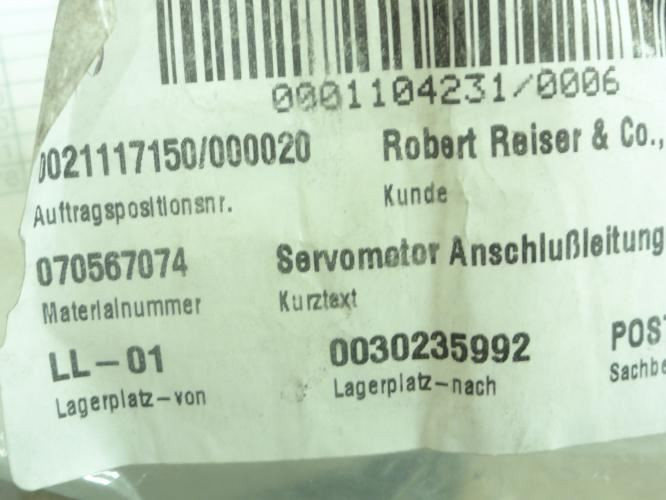 0001104231/0006
0021117150/000020 Robert Reiser & Co.,
Auftragspositionsnr. Kunde
070567074 Servomotor Anschlußleitung
Materialnummer Kurztext
LL-01 0030235992
Lagerplatz-von Lagerplatz-nach